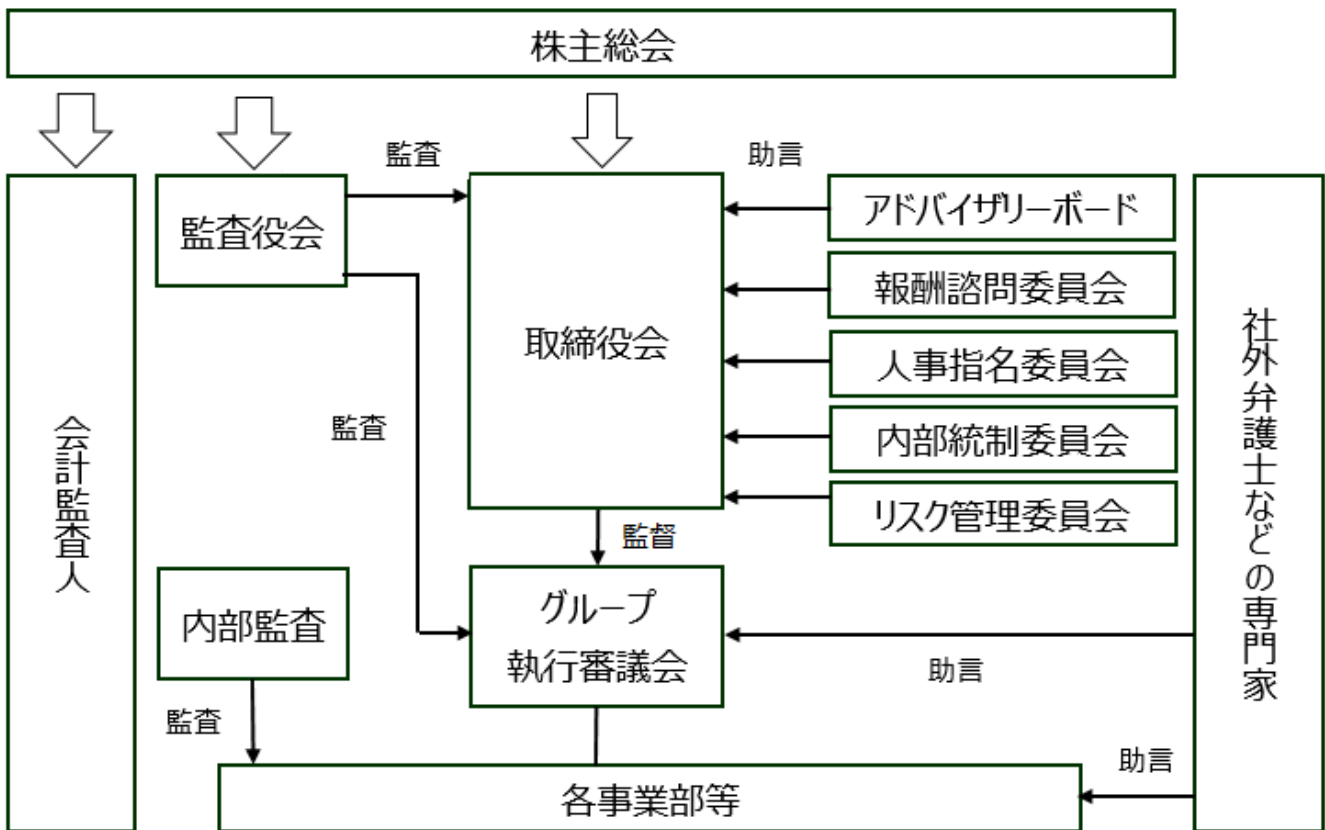 株主総会
監査
助言
監査役会
アドバイザリーボード
報酬諮問委員会
取締役会
人事指名委員会
監査
内部統制委員会
リスク管理委員会
会計監査人
社外弁護士などの専門家
監督
内部監査
グループ
執行審議会
助言
監査
助言
各事業部等